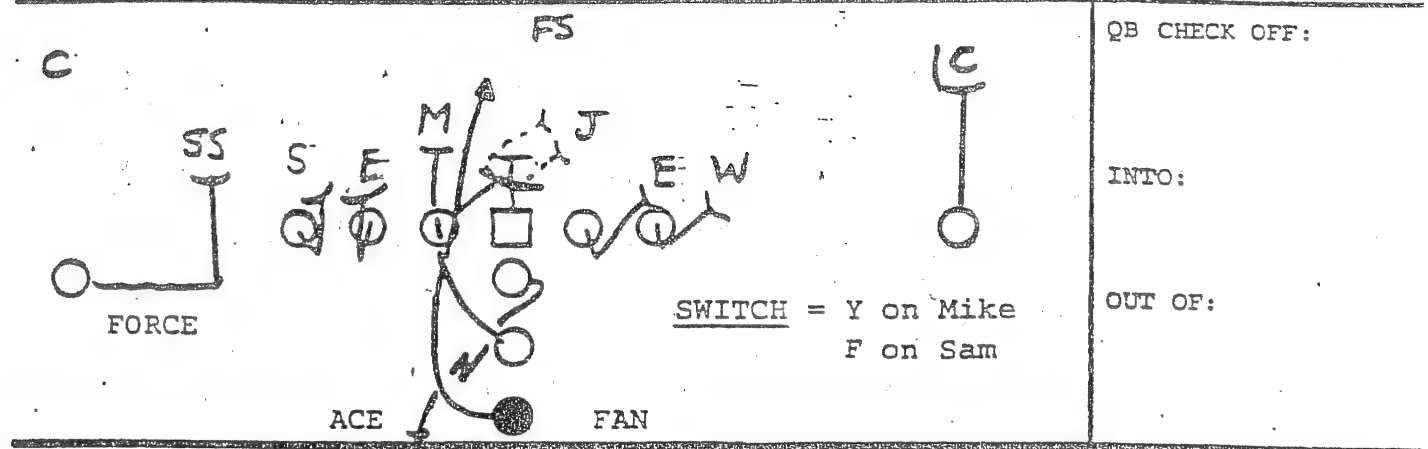 FS
QB CHECK OFF:
C
C
M
J
SS
S
E
E
W
INTO:
SWITCH = Y on Mike
F on Sam
FORCE
OUT OF:
N
ACE
FAN